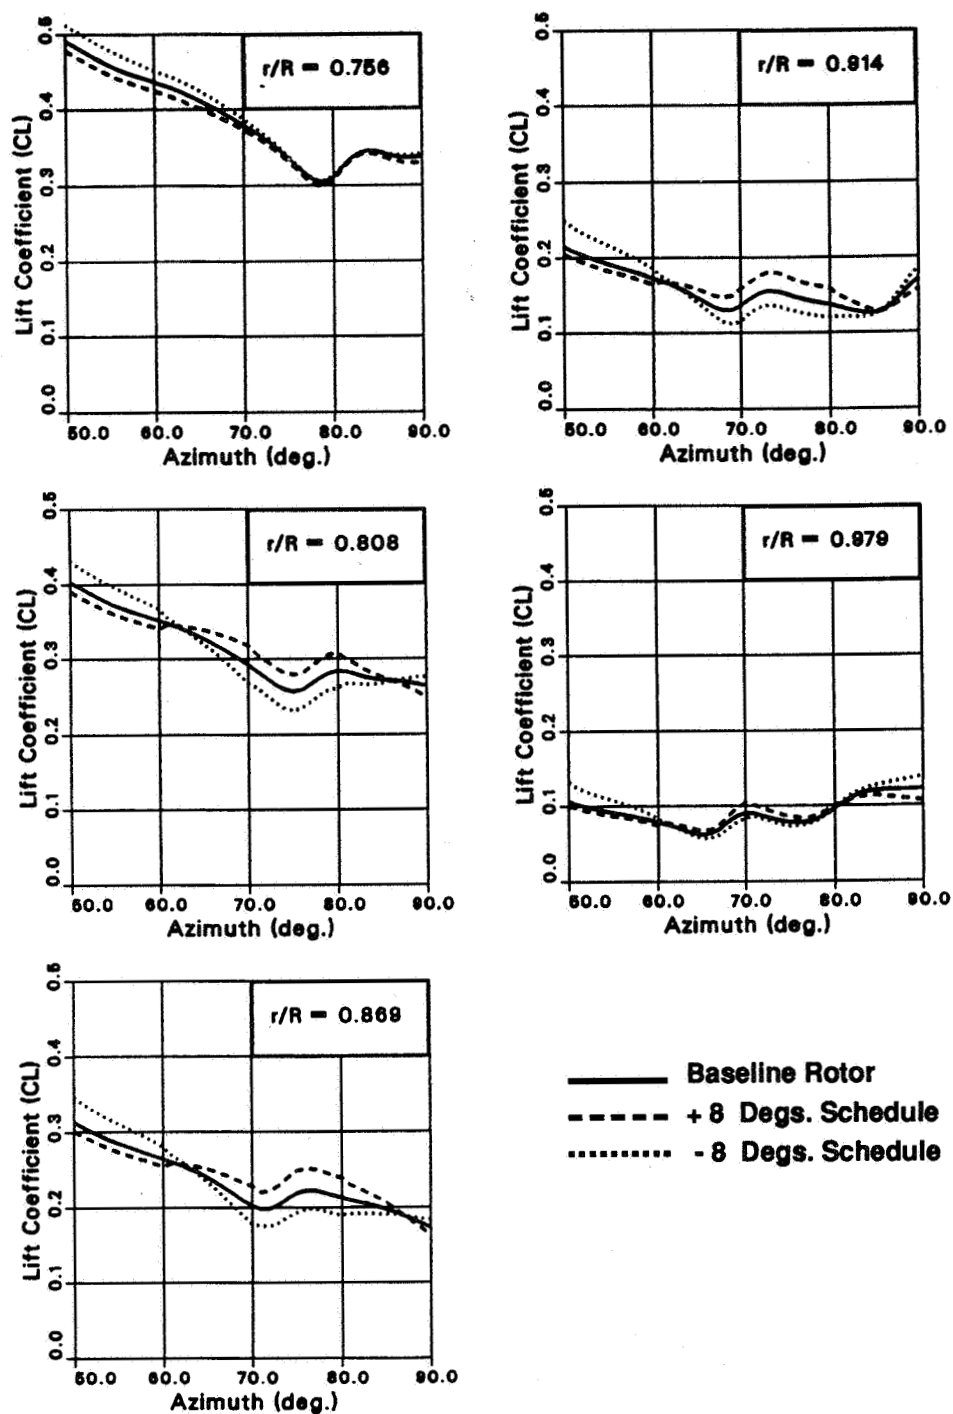 r/R = 0.756
0.5
0.4
0.3
0.2
0.1
0.0
Lift Coefficient (CL)
50.0 60.0 70.0 80.0 90.0
Azimuth (deg.)
r/R = 0.914
0.5
0.4
0.3
0.2
0.1
0.0
Lift Coefficient (CL)
50.0 60.0 70.0 80.0 90.0
Azimuth (deg.)
r/R = 0.808
0.5
0.4
0.3
0.2
0.1
0.0
Lift Coefficient (CL)
50.0 60.0 70.0 80.0 90.0
Azimuth (deg.)
r/R = 0.979
0.5
0.4
0.3
0.2
0.1
0.0
Lift Coefficient (CL)
50.0 60.0 70.0 80.0 90.0
Azimuth (deg.)
r/R = 0.869
0.5
0.4
0.3
0.2
0.1
0.0
Lift Coefficient (CL)
50.0 60.0 70.0 80.0 90.0
Azimuth (deg.)
Baseline Rotor
+ 8 Degs. Schedule
- 8 Degs. Schedule